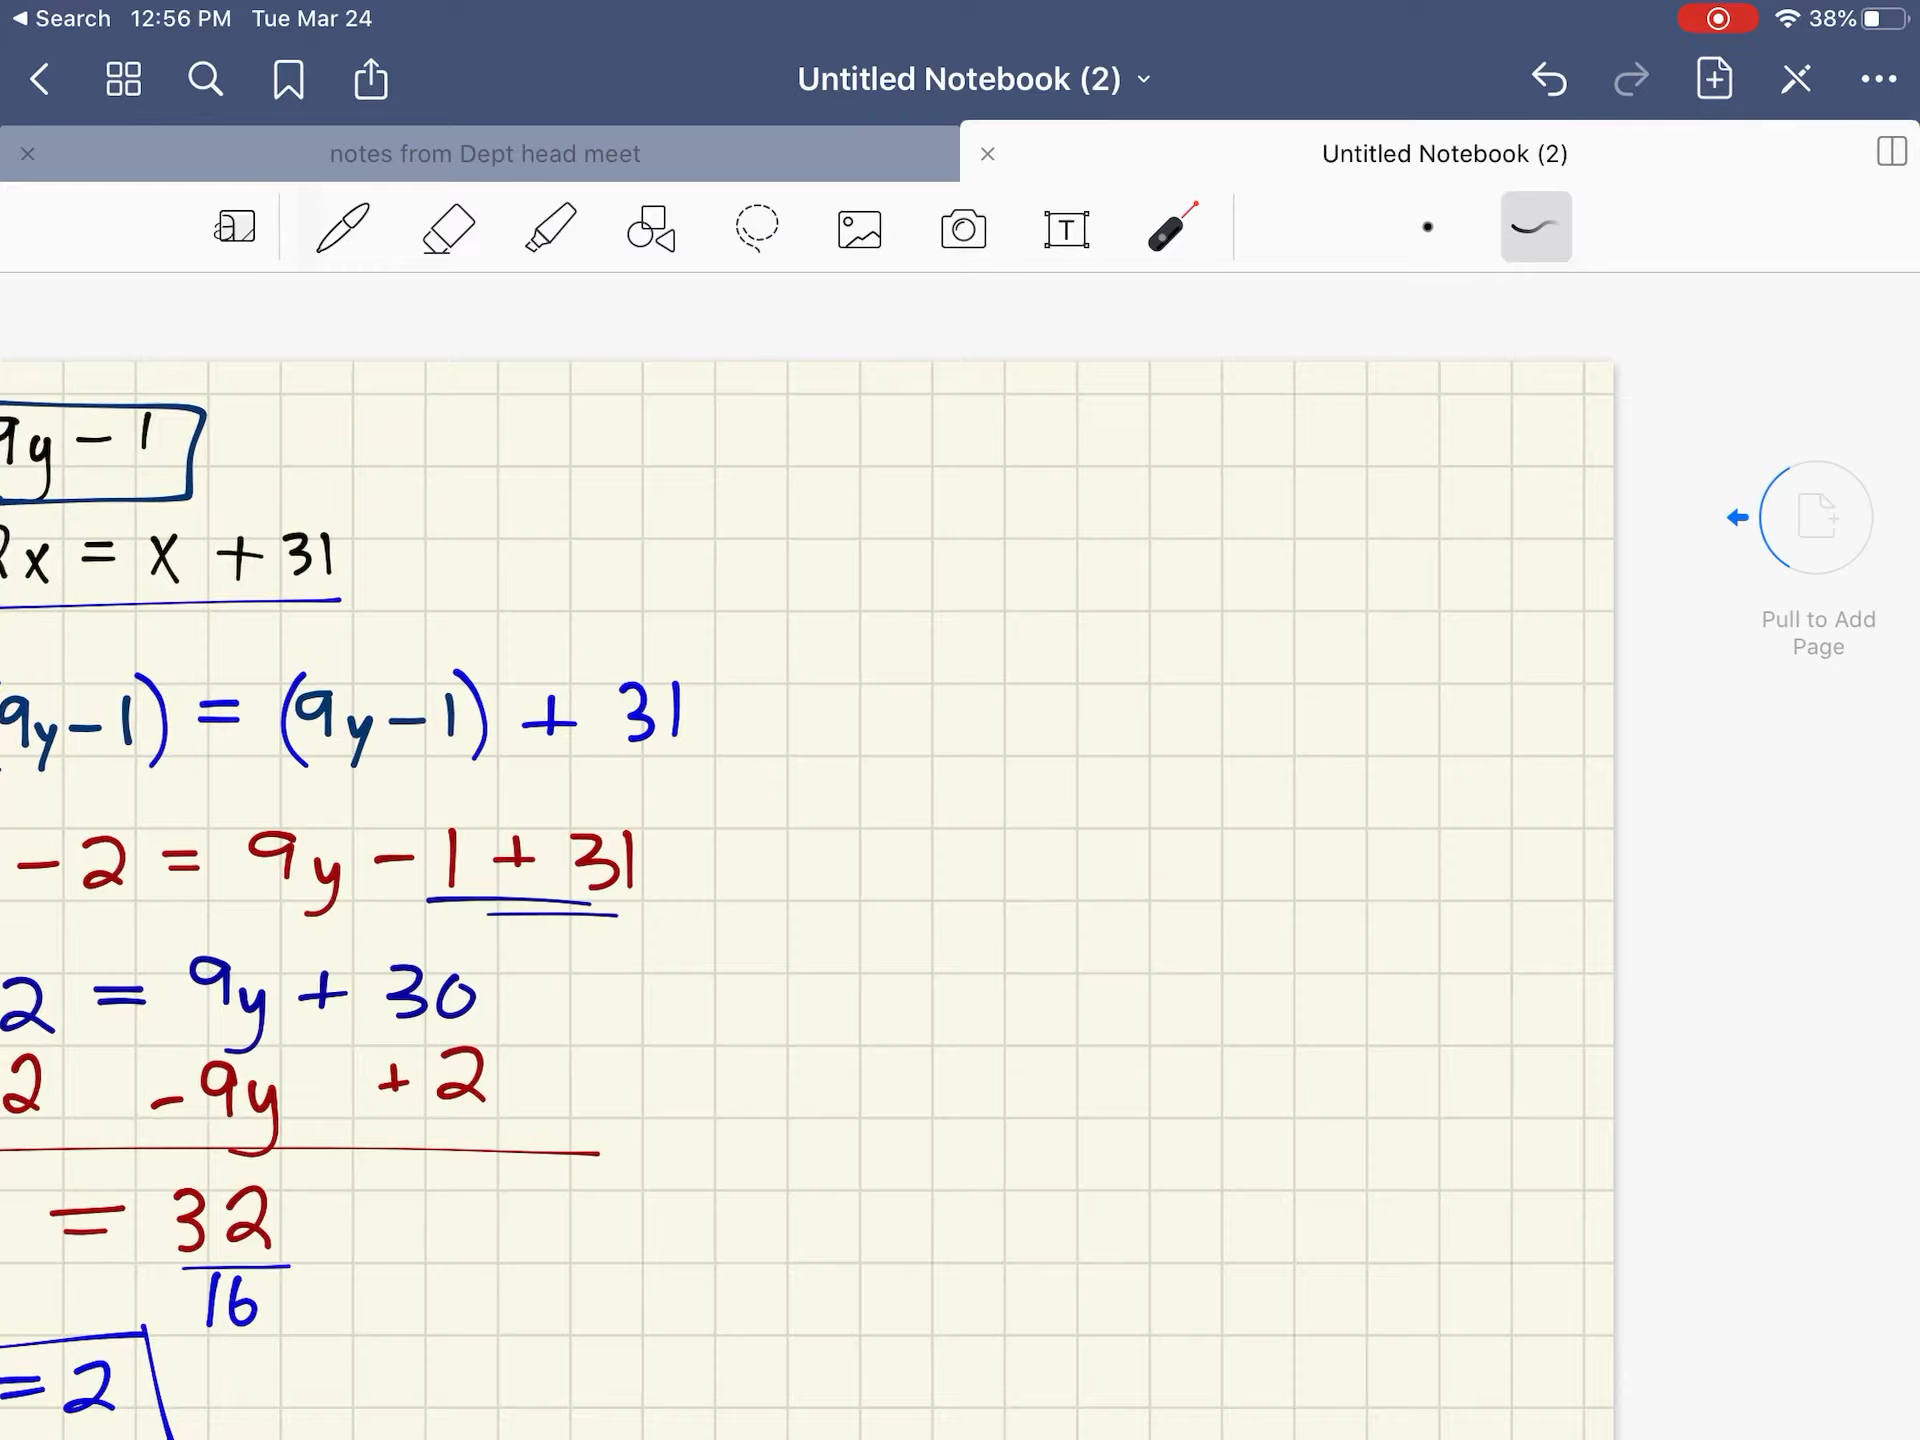 Search 12:56 PM Tue Mar 24 38%
Untitled Notebook (2)
notes from Dept head meet
Untitled Notebook (2)
T
9y - 1
2x = x + 31
9y - 1) = (9y - 1) + 31
- 2 = 9y - 1 + 31
2 = 9y + 30
2 - 9y + 2
= 32
16
= 2
Pull to Add
Page